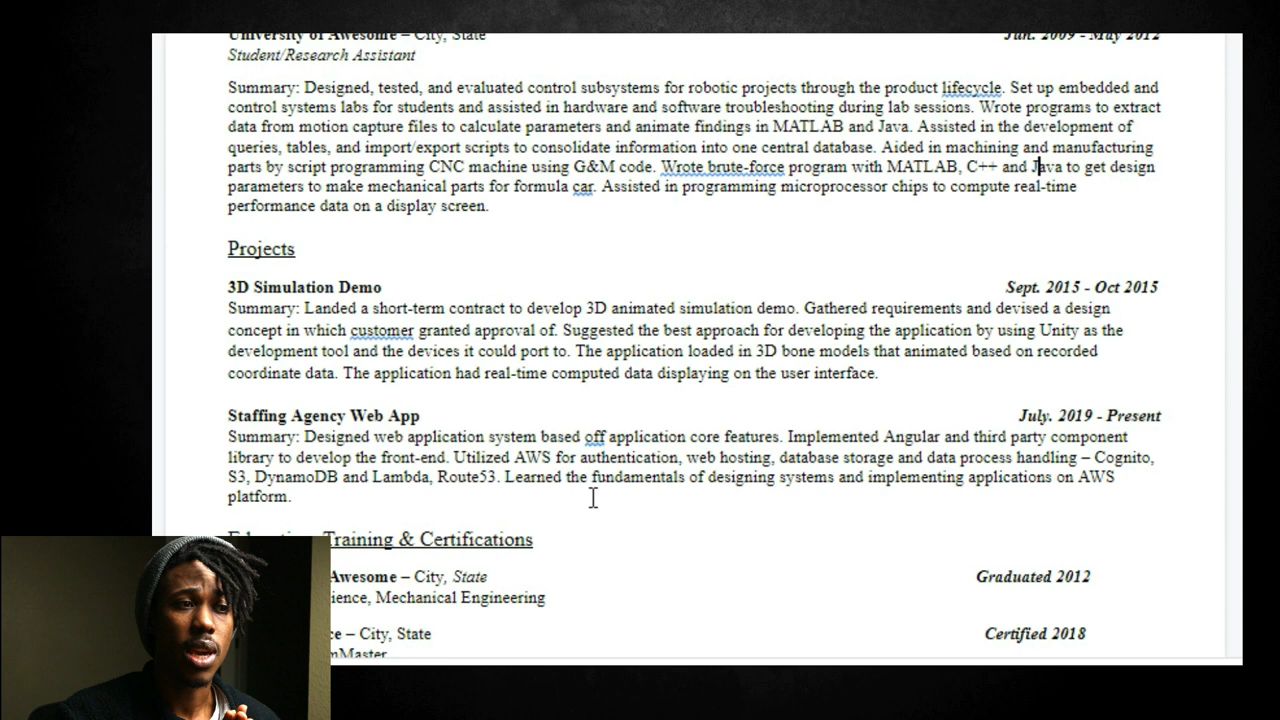 University of Awesome – City, State
Jun. 2009 - May 2012
Student/Research Assistant
Summary: Designed, tested, and evaluated control subsystems for robotic projects through the product lifecycle. Set up embedded and
control systems labs for students and assisted in hardware and software troubleshooting during lab sessions. Wrote programs to extract
data from motion capture files to calculate parameters and animate findings in MATLAB and Java. Assisted in the development of
queries, tables, and import/export scripts to consolidate information into one central database. Aided in machining and manufacturing
parts by script programming CNC machine using G&M code. Wrote brute-force program with MATLAB, C++ and Java to get design
parameters to make mechanical parts for formula car. Assisted in programming microprocessor chips to compute real-time
performance data on a display screen.
Projects
3D Simulation Demo
Sept. 2015 - Oct 2015
Summary: Landed a short-term contract to develop 3D animated simulation demo. Gathered requirements and devised a design
concept in which customer granted approval of. Suggested the best approach for developing the application by using Unity as the
development tool and the devices it could port to. The application loaded in 3D bone models that animated based on recorded
coordinate data. The application had real-time computed data displaying on the user interface.
Staffing Agency Web App
July. 2019 - Present
Summary: Designed web application system based off application core features. Implemented Angular and third party component
library to develop the front-end. Utilized AWS for authentication, web hosting, database storage and data process handling – Cognito,
S3, DynamoDB and Lambda, Route53. Learned the fundamentals of designing systems and implementing applications on AWS
platform.
Training & Certifications
Awesome – City, State
Graduated 2012
ience, Mechanical Engineering
ce – City, State
Certified 2018
mMaster